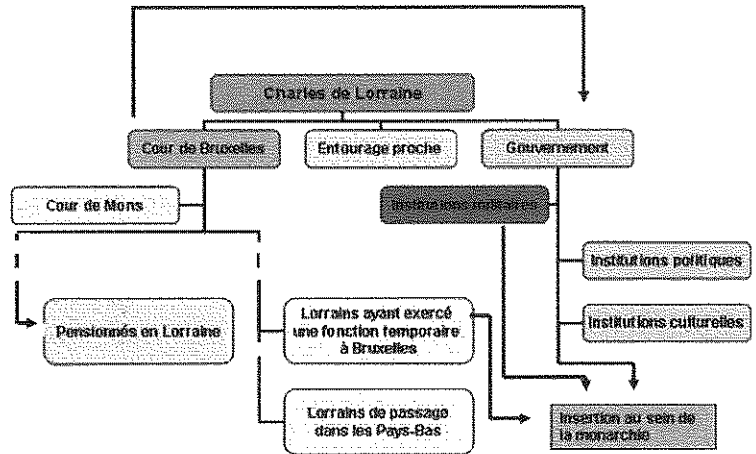 Charles de Lorraine
Cour de Bruxelles
Entourage proche
Gouvernement
Cour de Mons
Institutions militaires
Institutions politiques
Pensionnés en Lorraine
Lorrains ayant exercé
une fonction temporaire
à Bruxelles
Institutions culturelles
Lorrains de passage
dans les Pays-Bas
Insertion au sein de
la monarchie